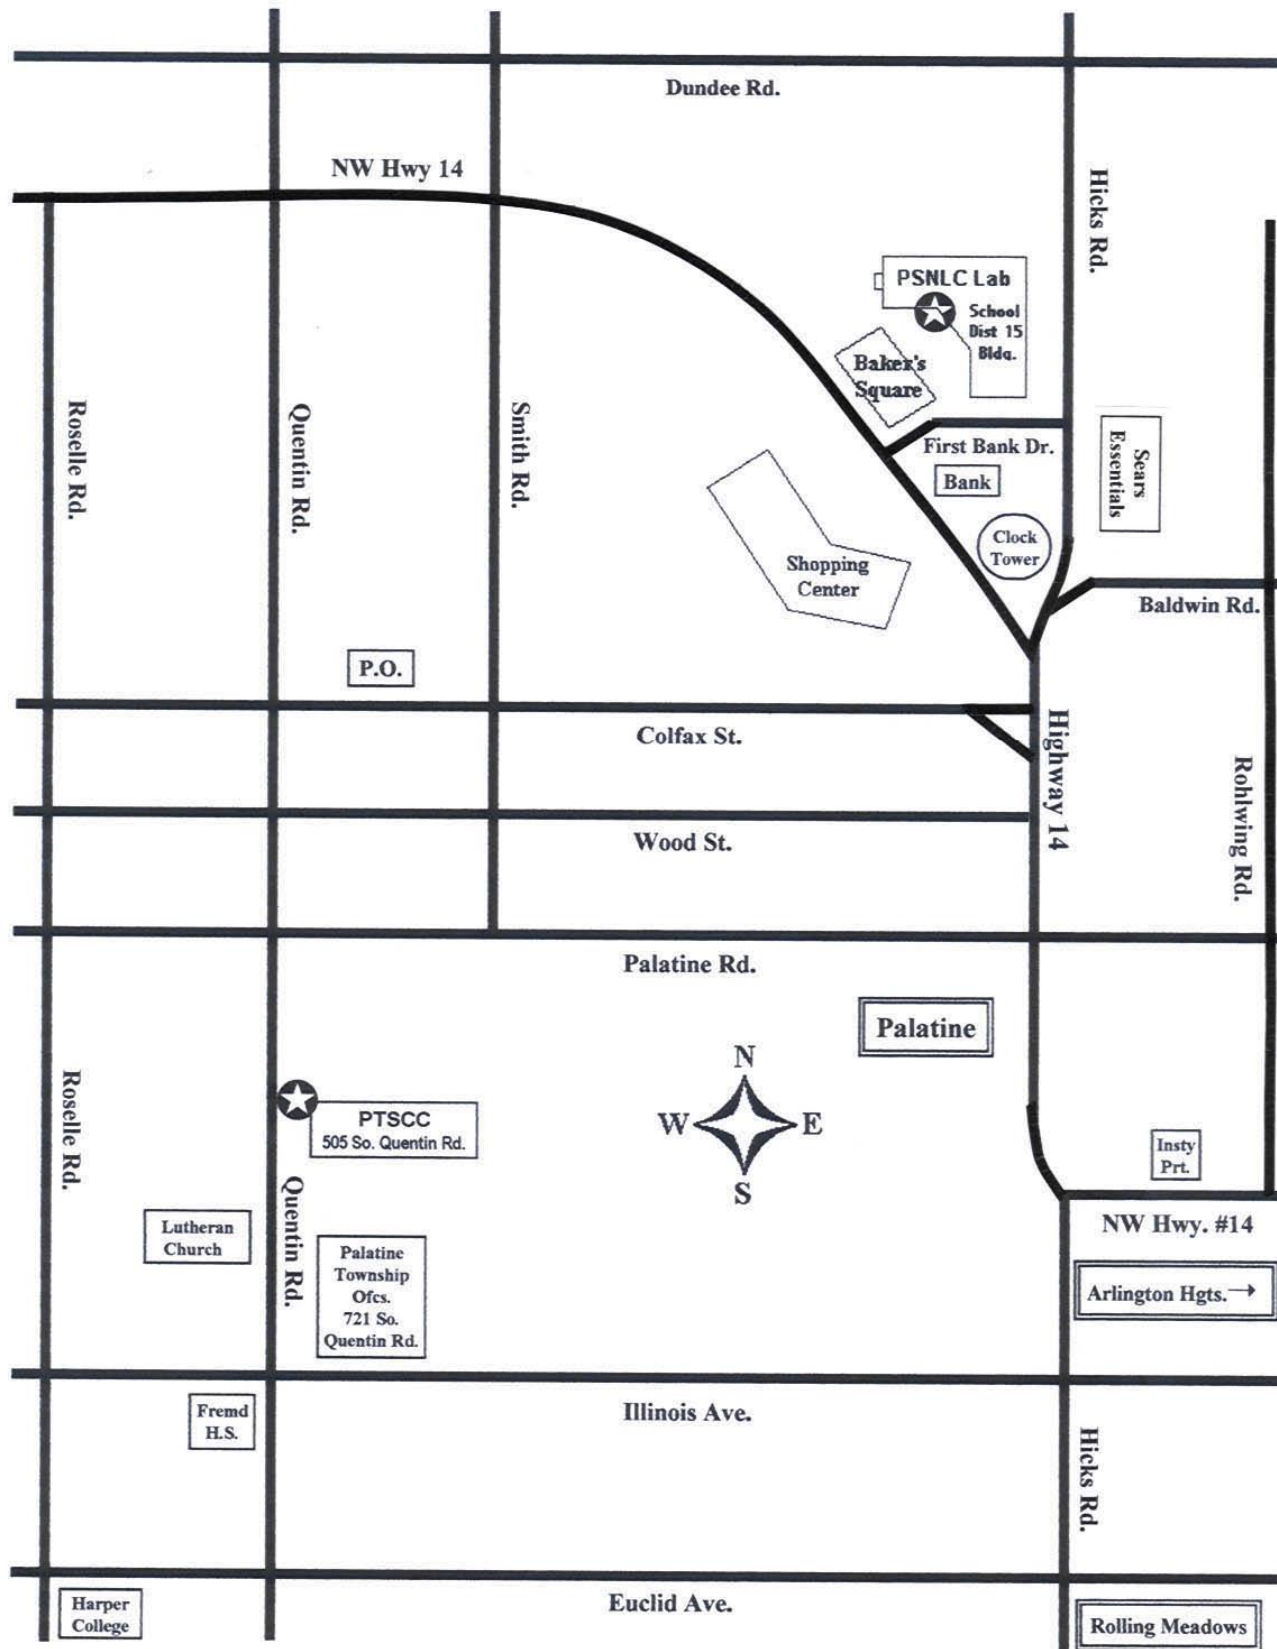 Dundee Rd.
NW Hwy 14
Hicks Rd.
PSNLC Lab
School
Dist 15
Bldg.
Baker's
Square
Roselle Rd.
Quentin Rd.
Smith Rd.
First Bank Dr.
Sears
Essentials
Bank
Clock
Tower
Shopping
Center
Baldwin Rd.
P.O.
Colfax St.
Highway 14
Rohlwing Rd.
Wood St.
Palatine Rd.
Palatine
N
W E
S
Roselle Rd.
PTSCC
505 So. Quentin Rd.
Insty
Prt.
Quentin Rd.
Lutheran
Church
NW Hwy. #14
Palatine
Township
Ofcs.
721 So.
Quentin Rd.
Arlington Hgts.→
Fremd
H.S.
Illinois Ave.
Hicks Rd.
Harper
College
Euclid Ave.
Rolling Meadows